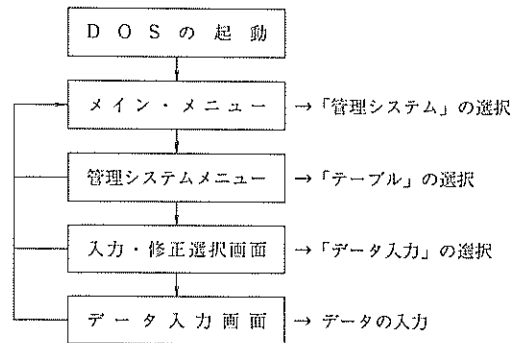 DOSの起動
メイン・メニュー → 「管理システム」の選択
管理システムメニュー → 「テーブル」の選択
入力・修正選択画面 → 「データ入力」の選択
データ入力画面 → データの入力